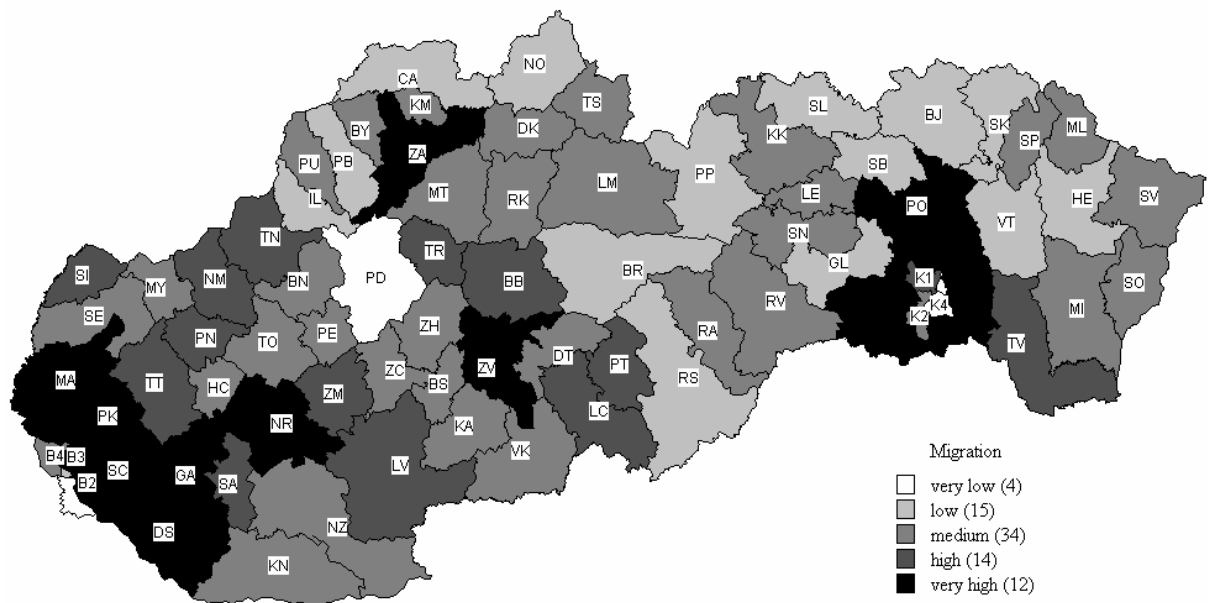 NO
CA
TS
KM
SL
BJ
SK
ML
BY
DK
KK
SP
PU
PB
ZA
SB
LE
PP
LM
MT
RK
IL
HE
SV
PO
VT
TN
SN
TR
BB
BR
GL
SI
NM
PD
K1
MY
BN
RV
SO
K4
SE
ZH
K2
MI
PN
TO
PE
RA
TV
DT
PT
ZV
ZC
MA
TT
HC
BS
RS
ZM
LC
PK
NR
KA
VK
B4
B3
LV
Migration
SC
GA
SA
B2
very low (4)
low (15)
NZ
DS
medium (34)
high (14)
KN
very high (12)